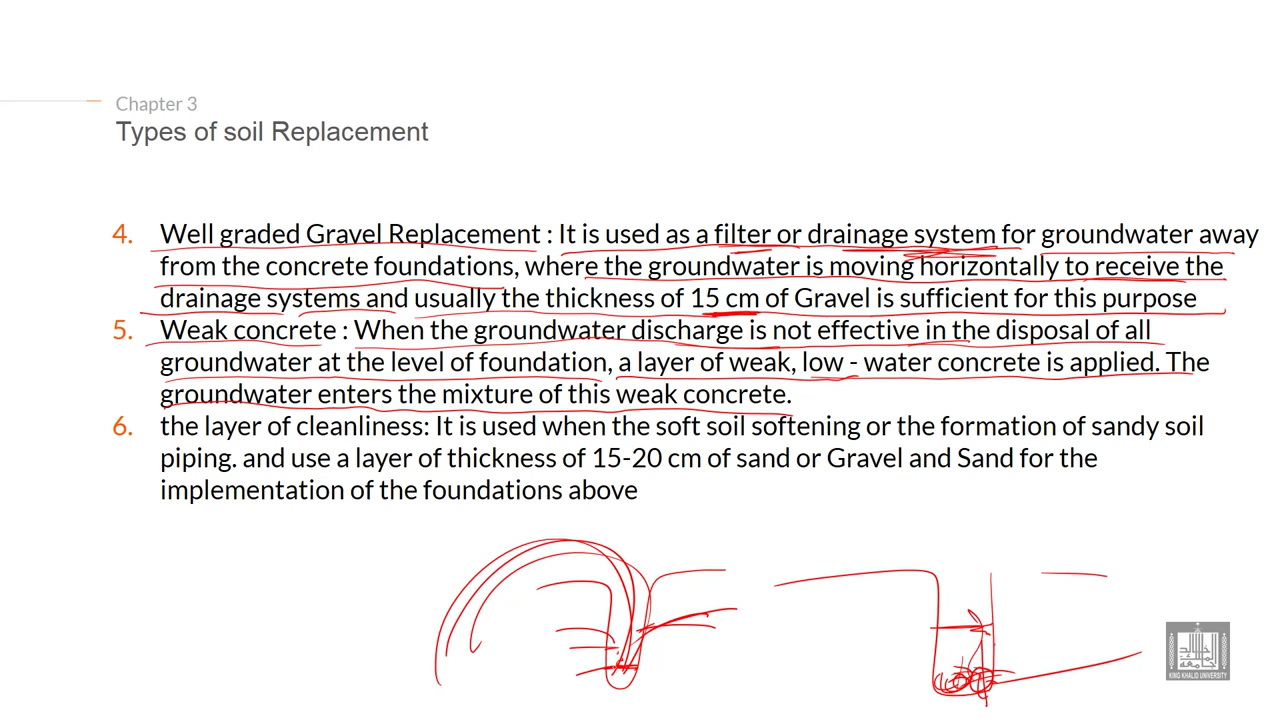 Chapter 3
Types of soil Replacement
4. Well graded Gravel Replacement : It is used as a filter or drainage system for groundwater away
from the concrete foundations, where the groundwater is moving horizontally to receive the
drainage systems and usually the thickness of 15 cm of Gravel is sufficient for this purpose
5. Weak concrete : When the groundwater discharge is not effective in the disposal of all
groundwater at the level of foundation, a layer of weak, low - water concrete is applied. The
groundwater enters the mixture of this weak concrete.
6. the layer of cleanliness: It is used when the soft soil softening or the formation of sandy soil
piping. and use a layer of thickness of 15-20 cm of sand or Gravel and Sand for the
implementation of the foundations above
KING KHALID UNIVERSITY